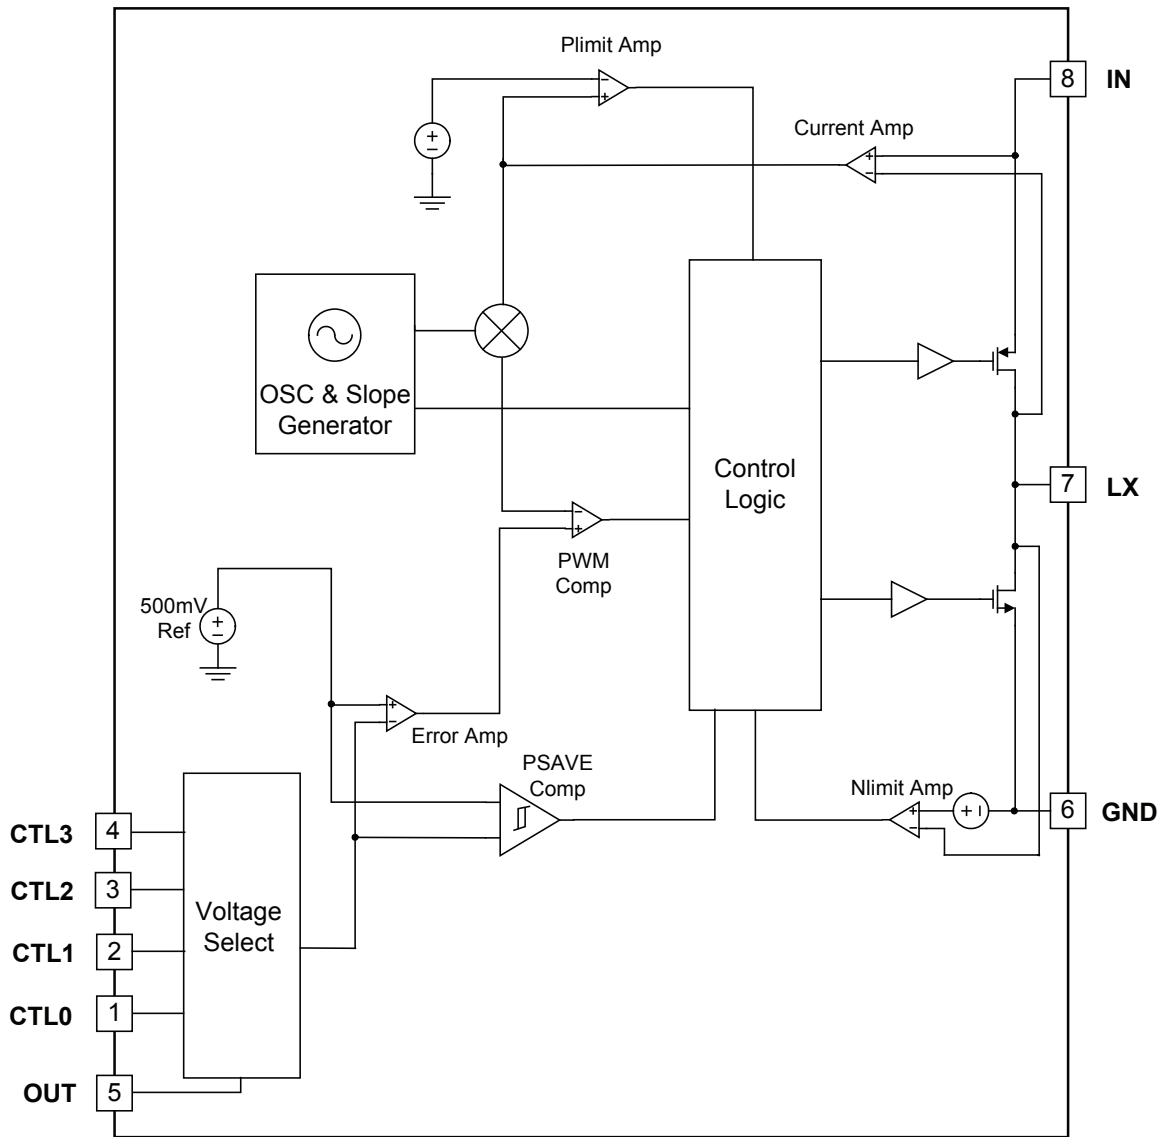 Plimit Amp
8
IN
Current Amp
OSC & Slope
Generator
Control
Logic
7
LX
PWM
Comp
500mV
Ref
Error Amp
PSAVE
Comp
Nlimit Amp
6
GND
CTL3
4
CTL2
3
CTL1
2
CTL0
1
OUT
5
Voltage
Select